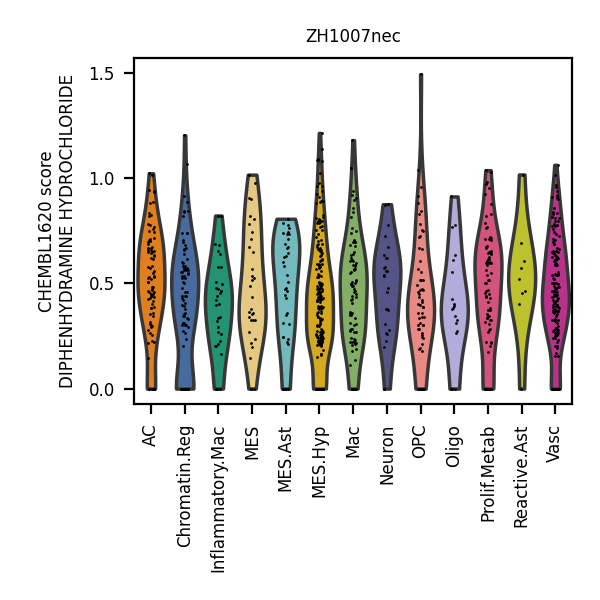 ZH1007nec
CHEMBL1620 score
DIPHENHYDRAMINE HYDROCHLORIDE
1.5
1.0
0.5
0.0
AC
Chromatin.Reg
Inflammatory.Mac
MES
MES.Ast
MES.Hyp
Mac
Neuron
OPC
Oligo
Prolif.Metab
Reactive.Ast
Vasc